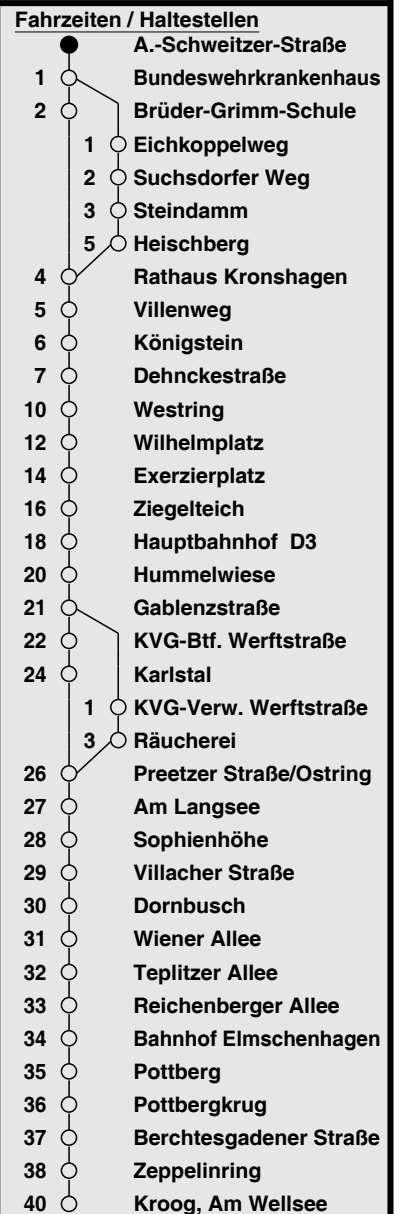 Fahrzeiten / Haltestellen
A.-Schweitzer-Straße
1 Bundeswehrkrankenhaus
2 Brüder-Grimm-Schule
1 Eichkoppelweg
2 Suchsdorfer Weg
3 Steindamm
5 Heischberg
4 Rathaus Kronshagen
5 Villenweg
6 Königstein
7 Dehnckestraße
10 Westring
12 Wilhelmplatz
14 Exerzierplatz
16 Ziegelteich
18 Hauptbahnhof D3
20 Hummelwiese
21 Gablenzstraße
22 KVG-Btf. Werftstraße
24 Karlstal
1 KVG-Verw. Werftstraße
3 Räucherei
26 Preetzer Straße/Ostring
27 Am Langsee
28 Sophienhöhe
29 Villacher Straße
30 Dornbusch
31 Wiener Allee
32 Teplitzer Allee
33 Reichenberger Allee
34 Bahnhof Elmschenhagen
35 Pottberg
36 Pottbergkrug
37 Berchtesgadener Straße
38 Zeppelinring
40 Kroog, Am Wellsee